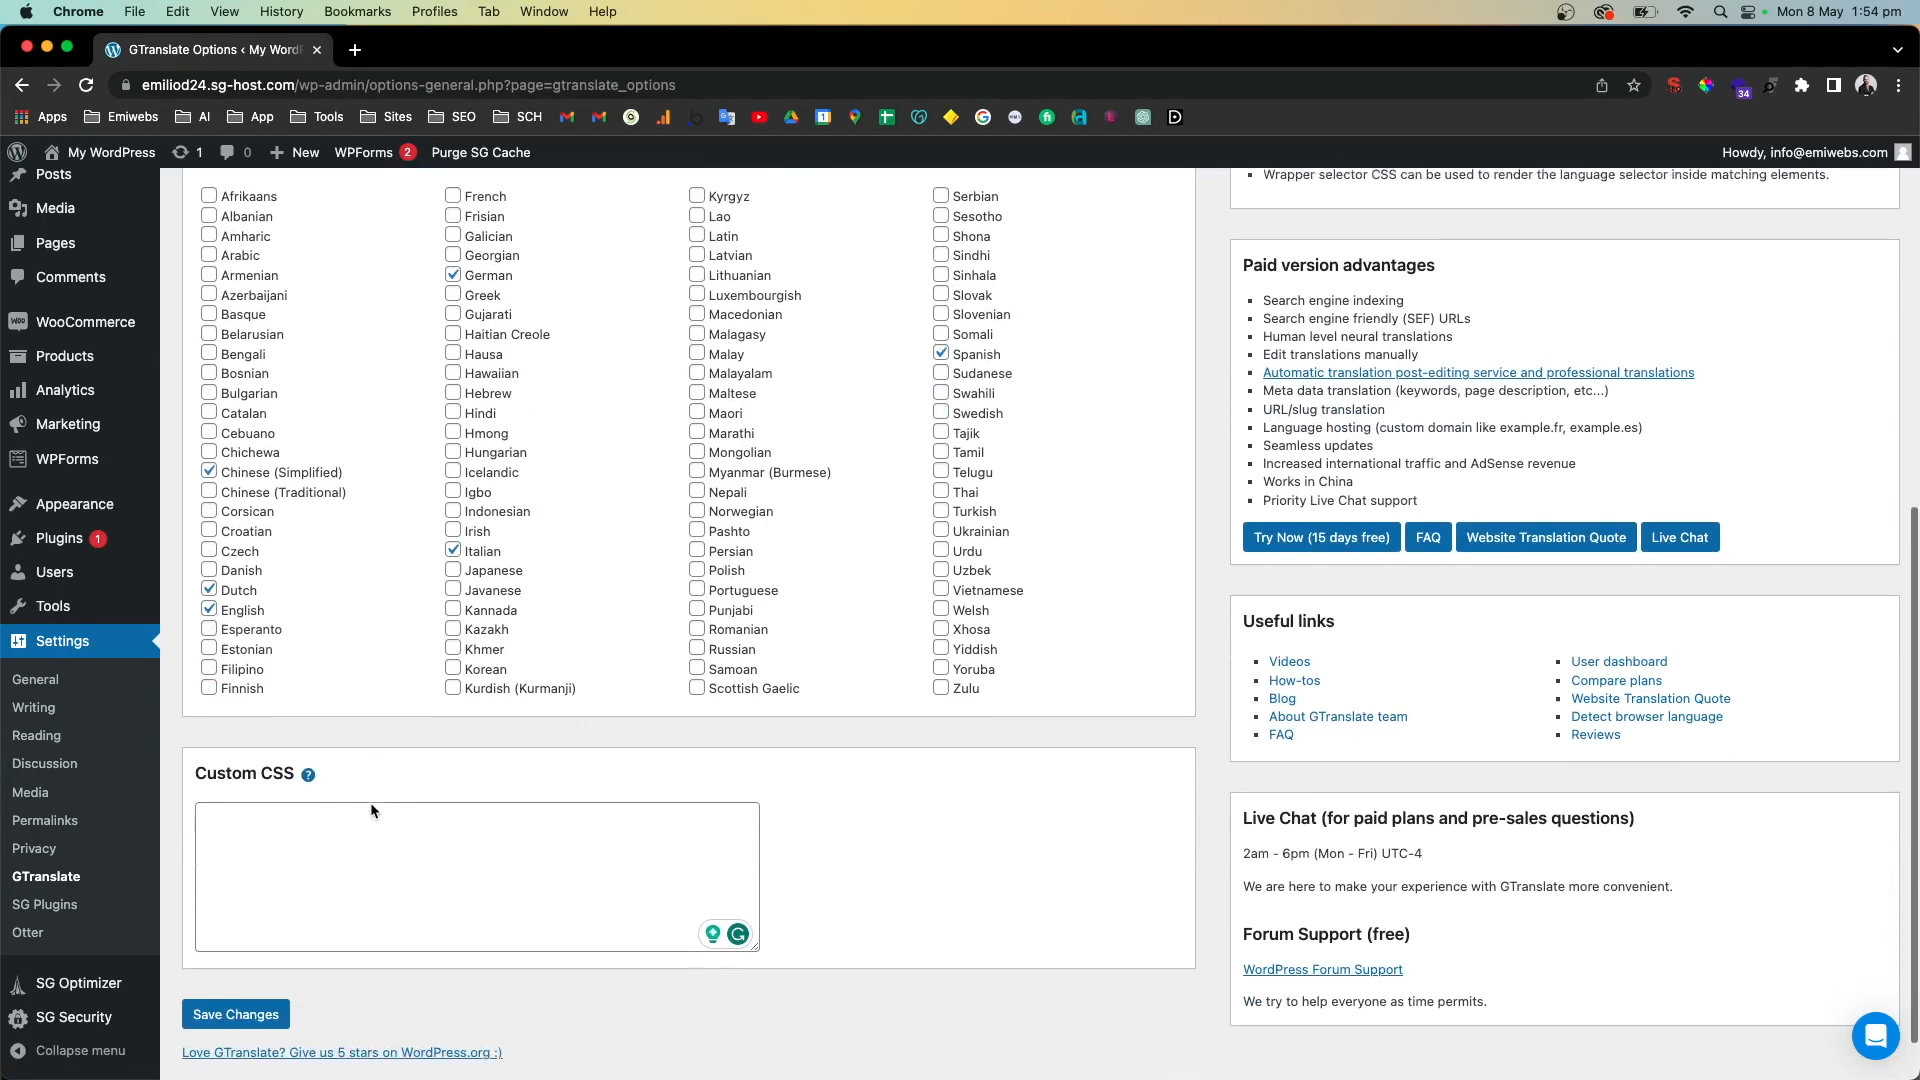 Chrome File Edit View History Bookmarks Profiles Tab Window Help Mon 8 May 1:54 pm
GTranslate Options ‹ My Word
emiliod24.sg-host.com/wp-admin/options-general.php?page=gtranslate_options
34
Apps Emiwebs AI App Tools Sites SEO SCH
My WordPress 1 0 New WPForms 2 Purge SG Cache Howdy, info@emiwebs.com
Posts
Media
Pages
Comments
WooCommerce
Products
Analytics
Marketing
WPForms
Appearance
Plugins 1
Users
Tools
Settings
General
Writing
Reading
Discussion
Media
Permalinks
Privacy
GTranslate
SG Plugins
Otter
SG Optimizer
SG Security
Collapse menu
Afrikaans
Albanian
Amharic
Arabic
Armenian
Azerbaijani
Basque
Belarusian
Bengali
Bosnian
Bulgarian
Catalan
Cebuano
Chichewa
Chinese (Simplified)
Chinese (Traditional)
Corsican
Croatian
Czech
Danish
Dutch
English
Esperanto
Estonian
Filipino
Finnish
French
Frisian
Galician
Georgian
German
Greek
Gujarati
Haitian Creole
Hausa
Hawaiian
Hebrew
Hindi
Hmong
Hungarian
Icelandic
Igbo
Indonesian
Irish
Italian
Japanese
Javanese
Kannada
Kazakh
Khmer
Korean
Kurdish (Kurmanji)
Kyrgyz
Lao
Latin
Latvian
Lithuanian
Luxembourgish
Macedonian
Malagasy
Malay
Malayalam
Maltese
Maori
Marathi
Mongolian
Myanmar (Burmese)
Nepali
Norwegian
Pashto
Persian
Polish
Portuguese
Punjabi
Romanian
Russian
Samoan
Scottish Gaelic
Serbian
Sesotho
Shona
Sindhi
Sinhala
Slovak
Slovenian
Somali
Spanish
Sudanese
Swahili
Swedish
Tajik
Tamil
Telugu
Thai
Turkish
Ukrainian
Urdu
Uzbek
Vietnamese
Welsh
Xhosa
Yiddish
Yoruba
Zulu
Custom CSS ?
Save Changes
Love GTranslate? Give us 5 stars on WordPress.org :)
Wrapper selector CSS can be used to render the language selector inside matching elements.
Paid version advantages
Search engine indexing
Search engine friendly (SEF) URLs
Human level neural translations
Edit translations manually
Automatic translation post-editing service and professional translations
Meta data translation (keywords, page description, etc...)
URL/slug translation
Language hosting (custom domain like example.fr, example.es)
Seamless updates
Increased international traffic and AdSense revenue
Works in China
Priority Live Chat support
Try Now (15 days free) FAQ Website Translation Quote Live Chat
Useful links
Videos
How-tos
Blog
About GTranslate team
FAQ
User dashboard
Compare plans
Website Translation Quote
Detect browser language
Reviews
Live Chat (for paid plans and pre-sales questions)
2am - 6pm (Mon - Fri) UTC-4
We are here to make your experience with GTranslate more convenient.
Forum Support (free)
WordPress Forum Support
We try to help everyone as time permits.